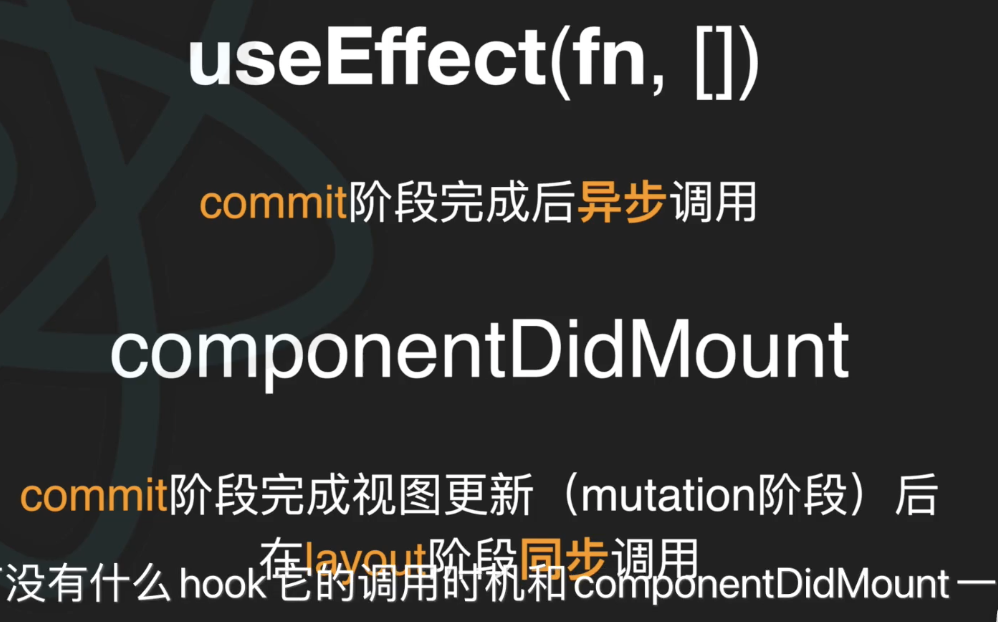 useEffect(fn, [])
commit阶段完成后异步调用
componentDidMount
commit阶段完成视图更新（mutation阶段）后
在layout阶段同步调用
没有什么hook它的调用时机和componentDidMount一